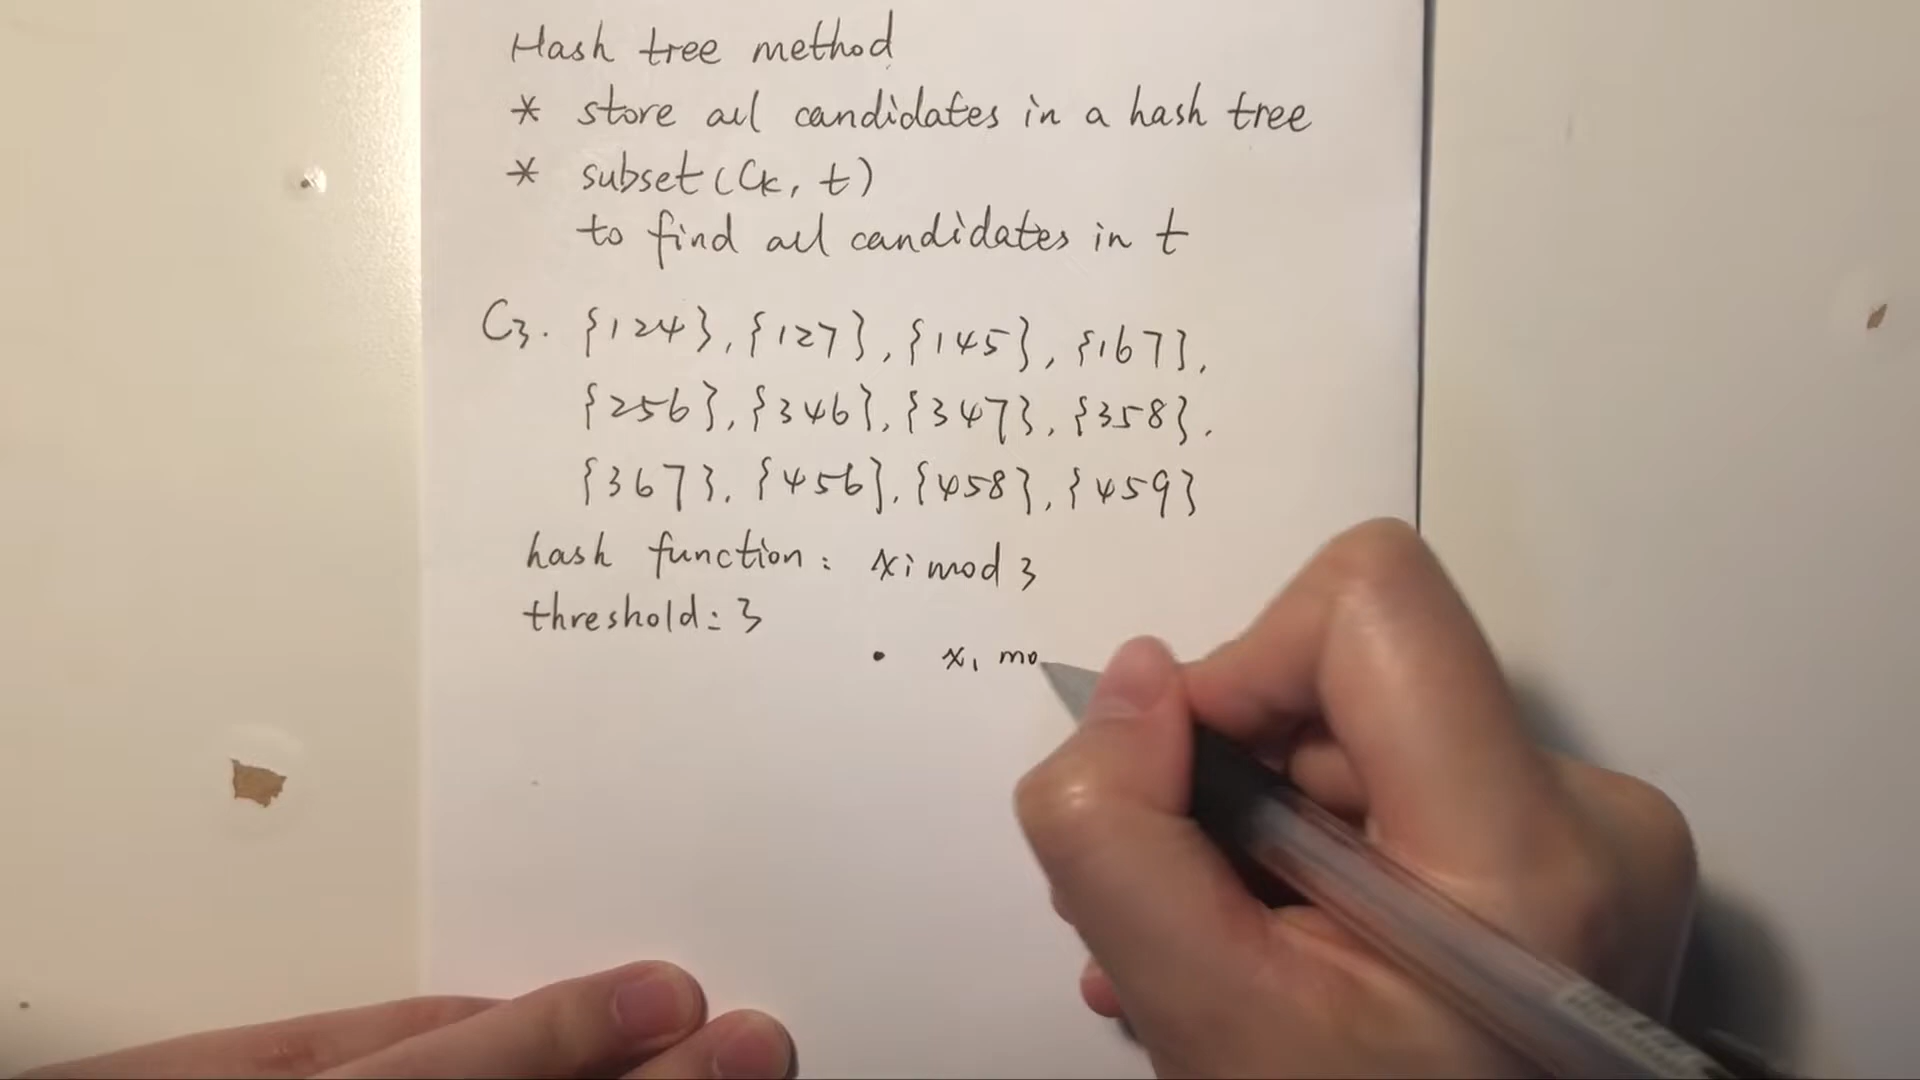 Hash tree method
* store all candidates in a hash tree
* subset(Ck, t)
to find all candidates in t
C3. {124}, {127}, {145}, {167},
{256}, {346}, {347}, {358},
{367}, {456}, {458}, {459}
hash function: xi mod 3
threshold: 3
• x1 mo